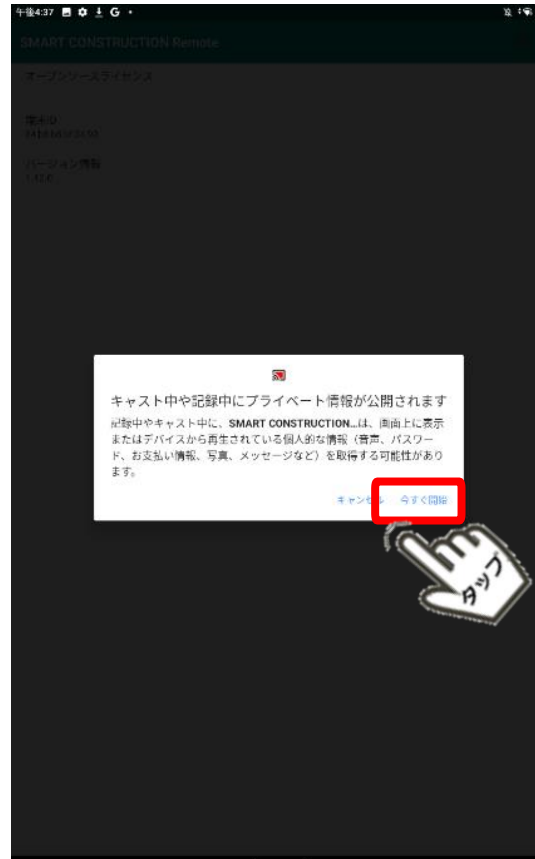 午後4:37
SMART CONSTRUCTION Remote
オープンソースライセンス
端末ID
バージョン情報
キャスト中や記録中にプライベート情報が公開されます
記録中やキャスト中に、SMART CONSTRUCTION...は、画面上に表示
またはデバイスから再生されている個人的な情報（音声、パスワー
ド、お支払い情報、写真、メッセージなど）を取得する可能性があり
ます。
キャンセル 今すぐ開始
タップ